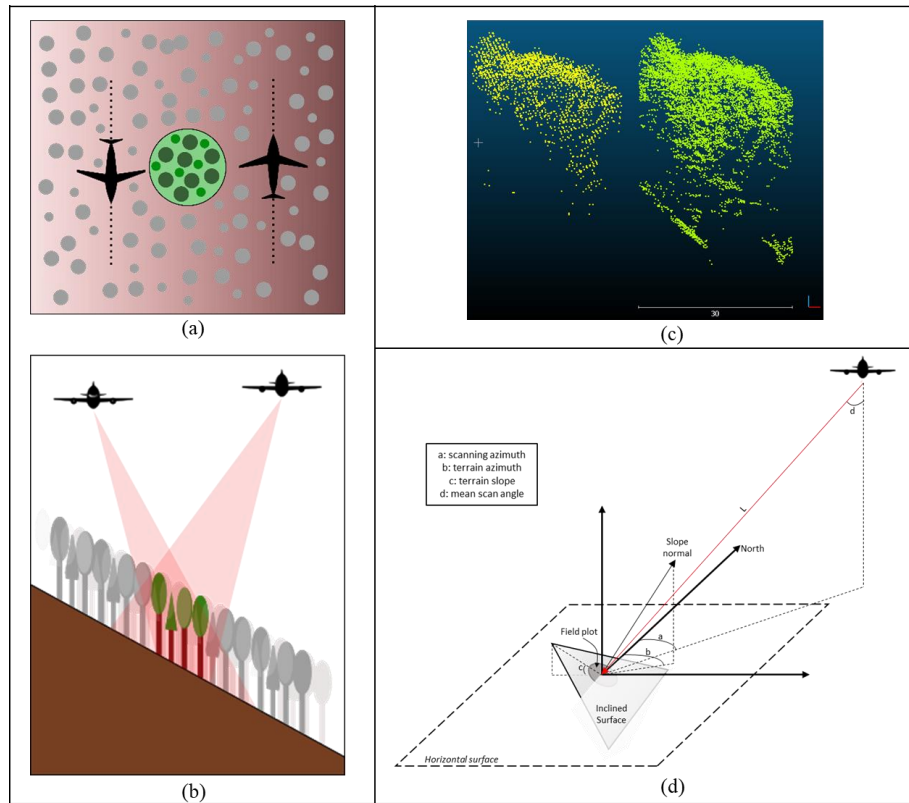 (a)
(b)
30
(c)
a: scanning azimuth
b: terrain azimuth
c: terrain slope
d: mean scan angle
d
L
Slope
normal
North
Field plot
a
b
c
Inclined
Surface
Horizontal surface
(d)